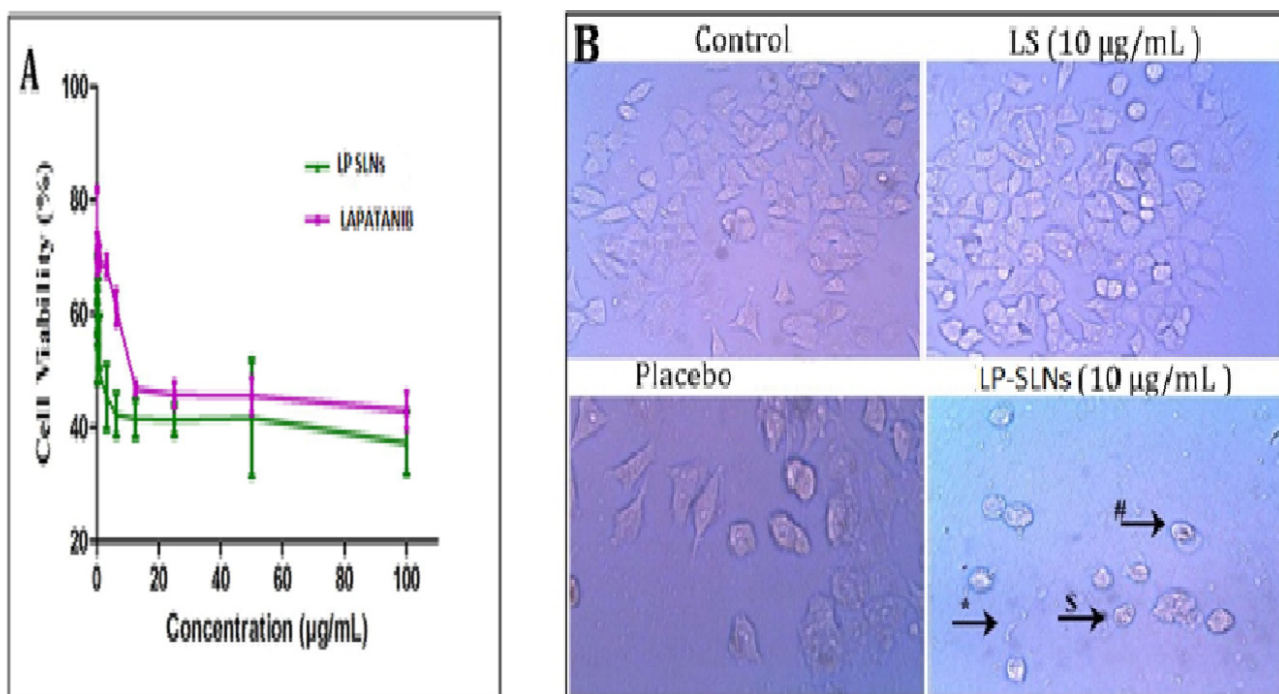 A
Cell Viability (%)
100
80
60
40
20
0
20
40
60
80
100
Concentration (µg/mL)
LP SLNs
LAPATANIB
B
Control
LS (10 µg/mL )
Placebo
LP-SLNs (10 µg/mL )
#
*
S